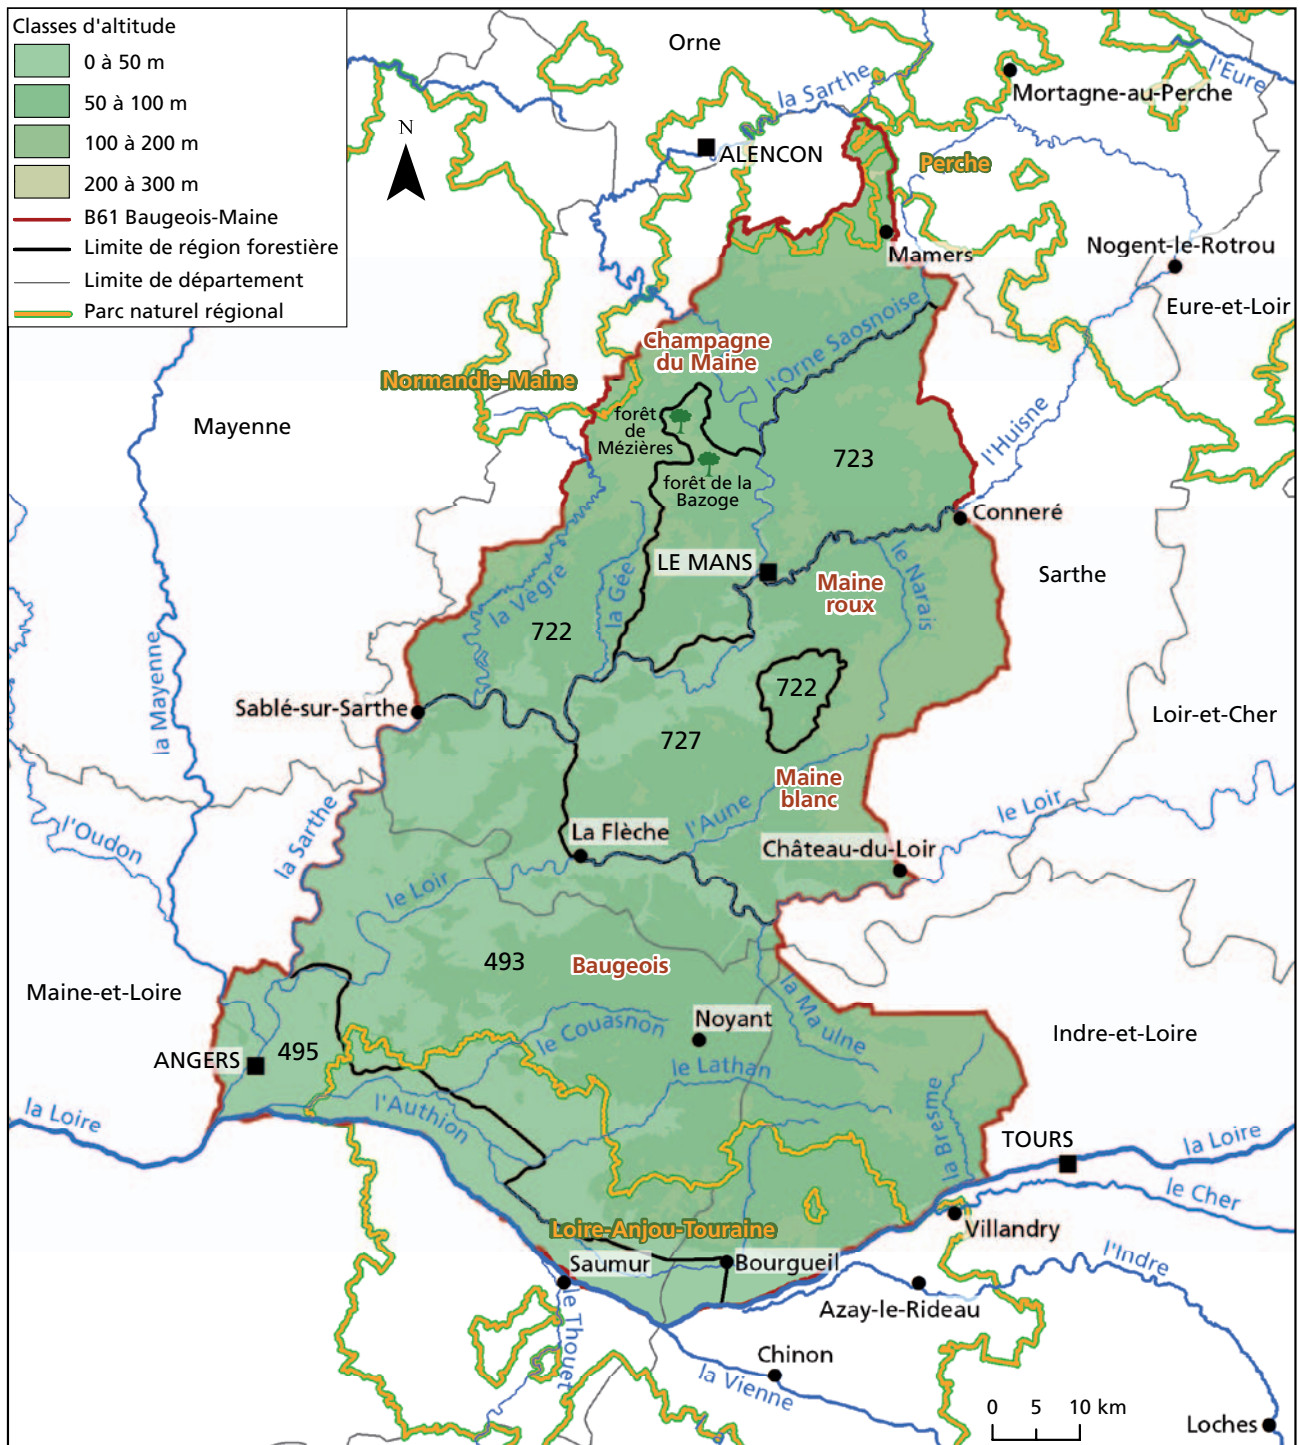 Classes d'altitude
0 à 50 m
50 à 100 m
100 à 200 m
200 à 300 m
B61 Baugeois-Maine
Limite de région forestière
Limite de département
Parc naturel régional
N
Orne
l'Eure
Mortagne-au-Perche
la Sarthe
ALENCON
Perche
Mamers
Nogent-le-Rotrou
Eure-et-Loir
Champagne
du Maine
l'Orne Saosnoise
Normandie-Maine
Mayenne
forêt
de
Mézières
forêt de la
Bazoge
723
l'Huisne
Conneré
LE MANS
Maine
roux
le Narais
Sarthe
la Vègre
la Gée
722
722
la Mayenne
Sablé-sur-Sarthe
727
Loir-et-Cher
Maine
blanc
l'Oudon
la Sarthe
La Flèche
l'Aune
Château-du-Loir
le Loir
le Loir
493
Baugeois
Maine-et-Loire
la Maulne
Noyant
le Couasnon
Indre-et-Loire
ANGERS
495
le Lathan
l'Authion
la Loire
la Bresme
TOURS
la Loire
le Cher
Villandry
Loire-Anjou-Touraine
Saumur
Bourgueil
l'Indre
Azay-le-Rideau
le Thouet
Chinon
la Vienne
0 5 10 km
Loches